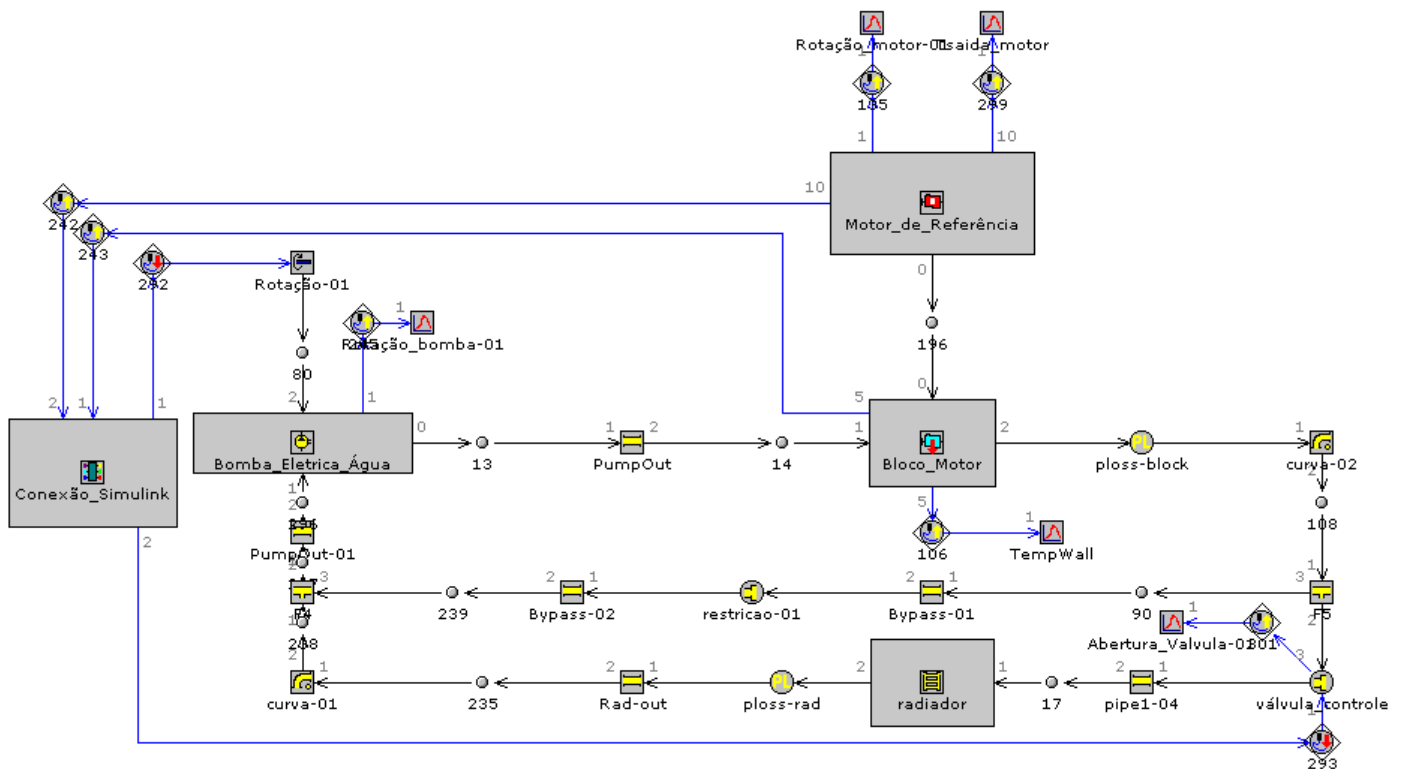 Rotação_motor-01 Tsaida_motor
1 1
299
1 10
10
Motor_de_Referência
242
243
292
Rotação-01
0
196
1
Rotação_bomba-01
80
0
2 1 1 2 1 5
0 1 2 1 2 1
Bomba_Eletrica_Água 13 PumpOut 14 Bloco_Motor ploss-block curva-02
Conexão_Simulink
1 2
2
2 5 1 108
PumpOut-01 106 TempWall
1
3 2 1 2 1 3
F4 239 Bypass-02 restricao-01 Bypass-01 90 F5
1 2
1
Abertura_Valvula-01 301
2 3
1 2 1 2 1 2 1
curva-01 235 Rad-out ploss-rad radiador 17 pipe1-04 válvula_controle
1
293